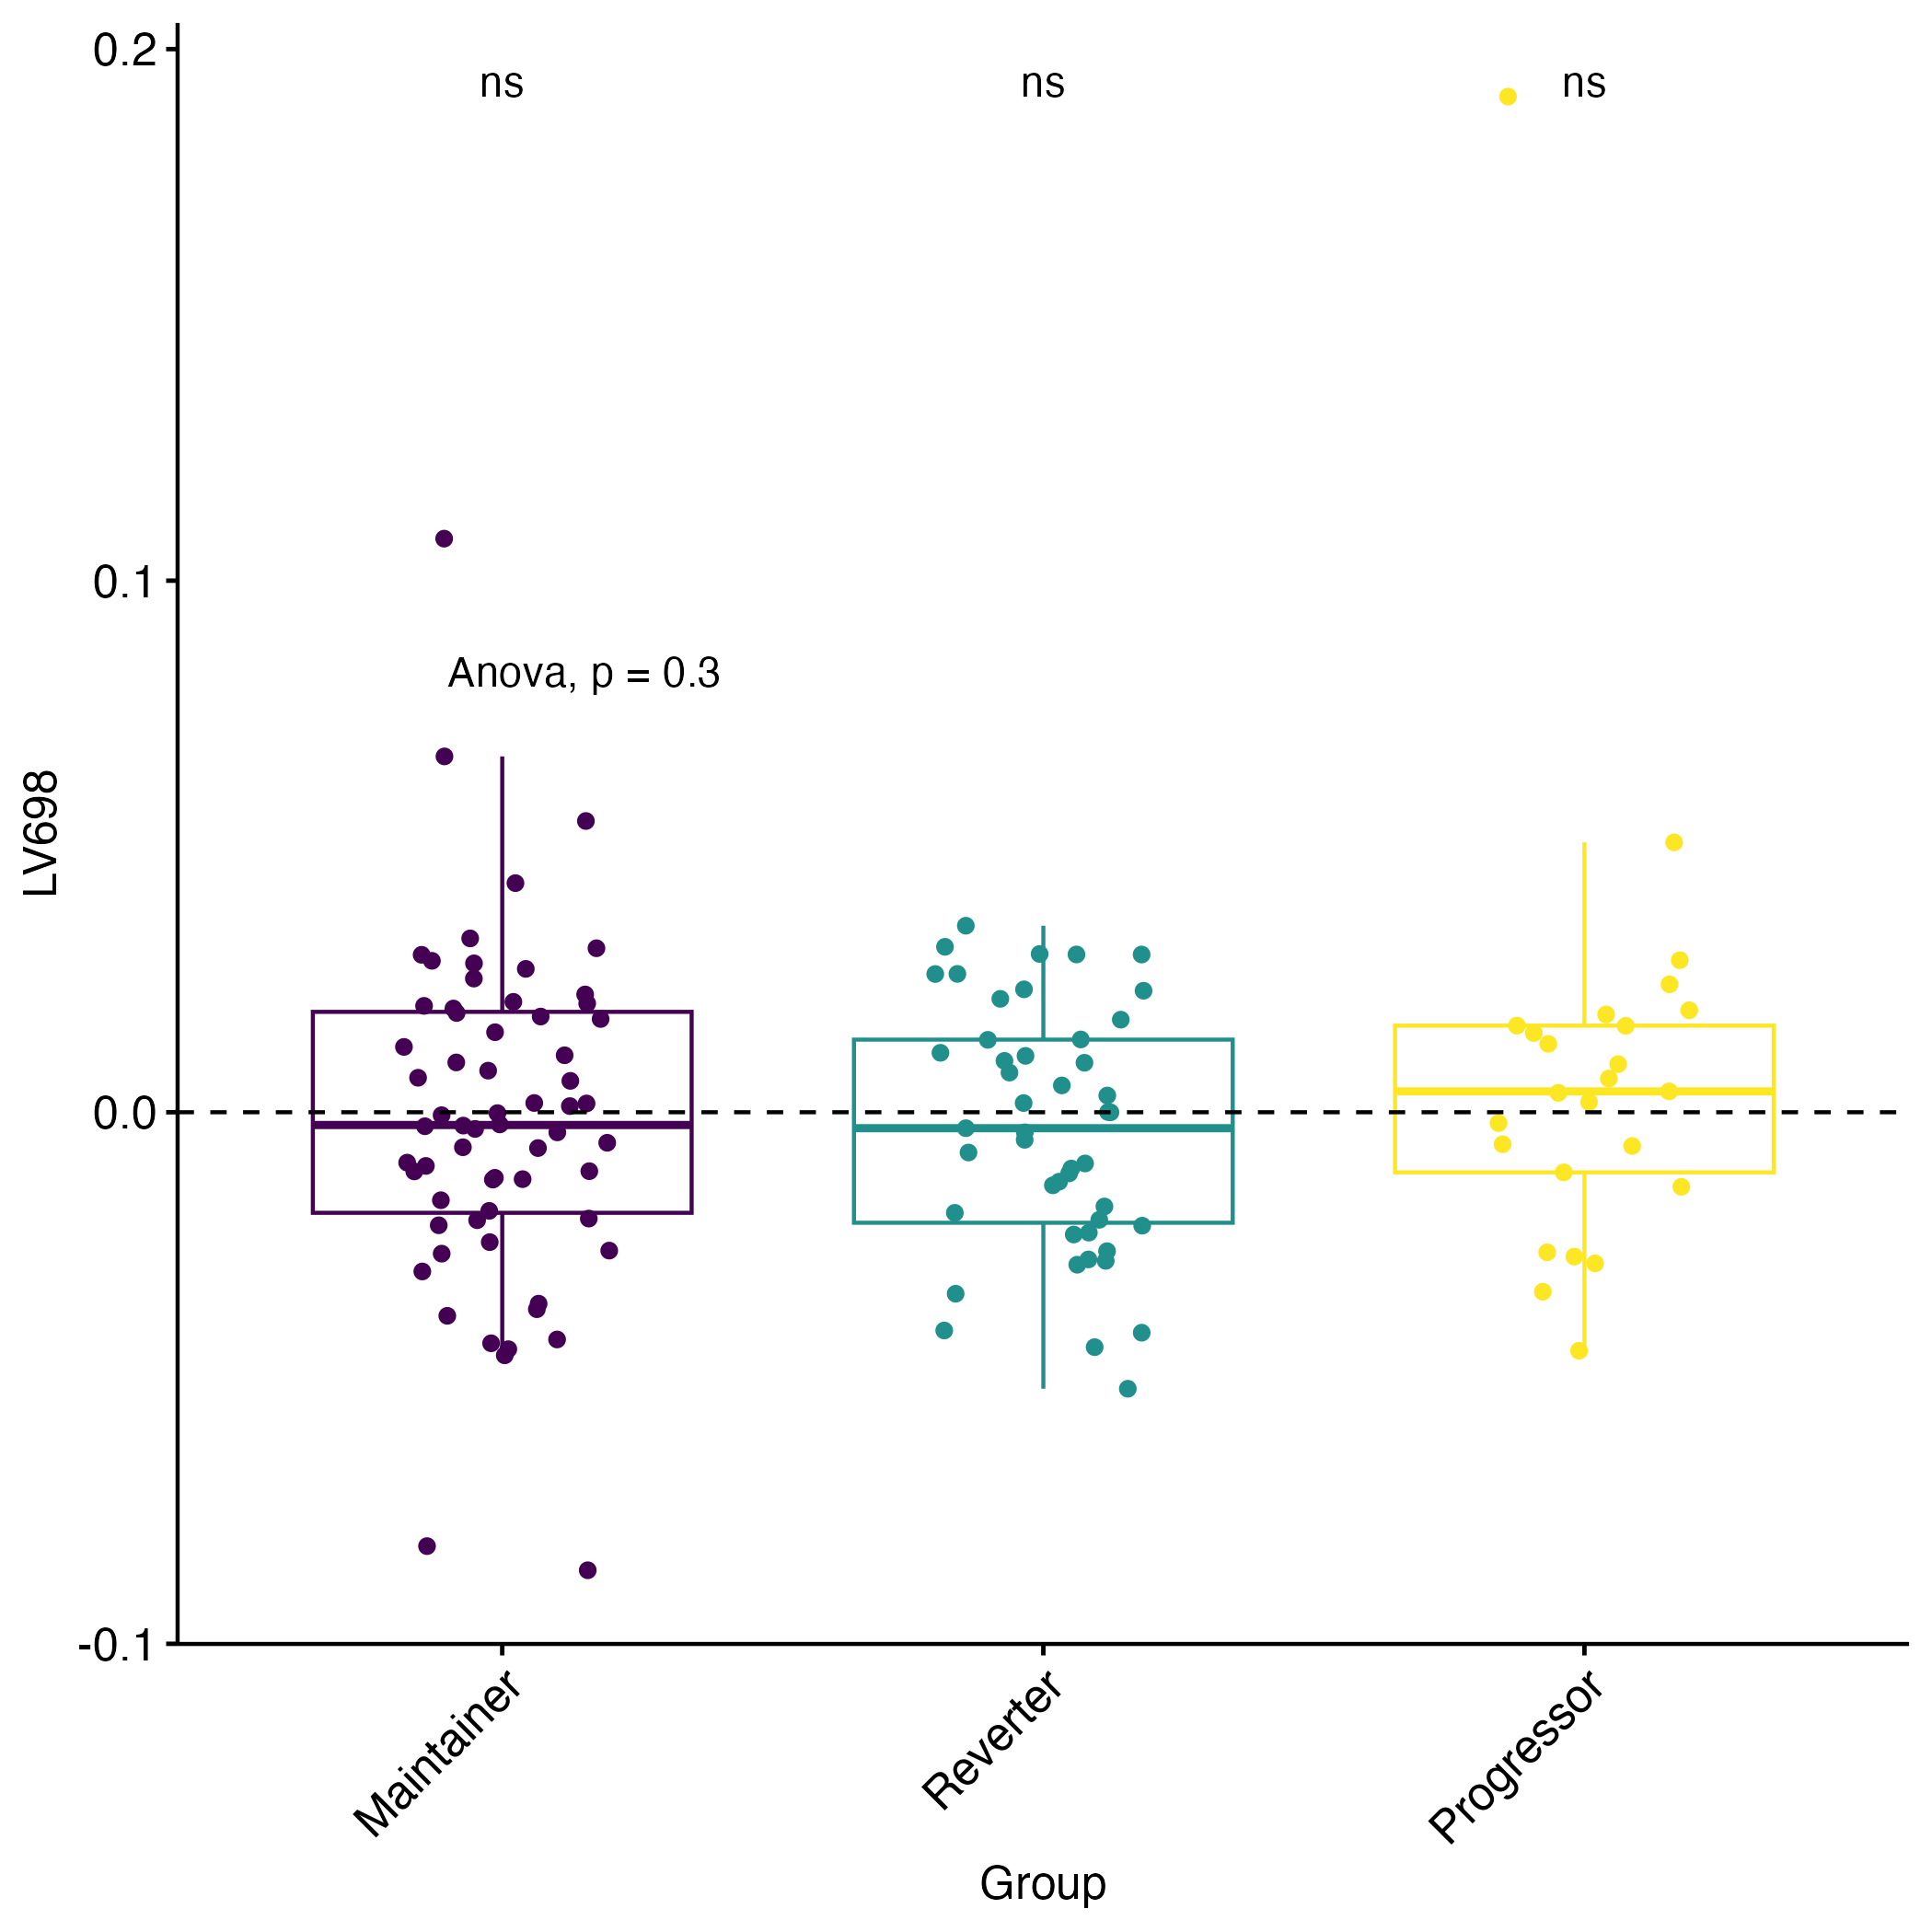 0.2
ns ns ns
0.1
Anova, p = 0.3
LV698
0.0
-0.1
Maintainer Reverter Progressor
Group